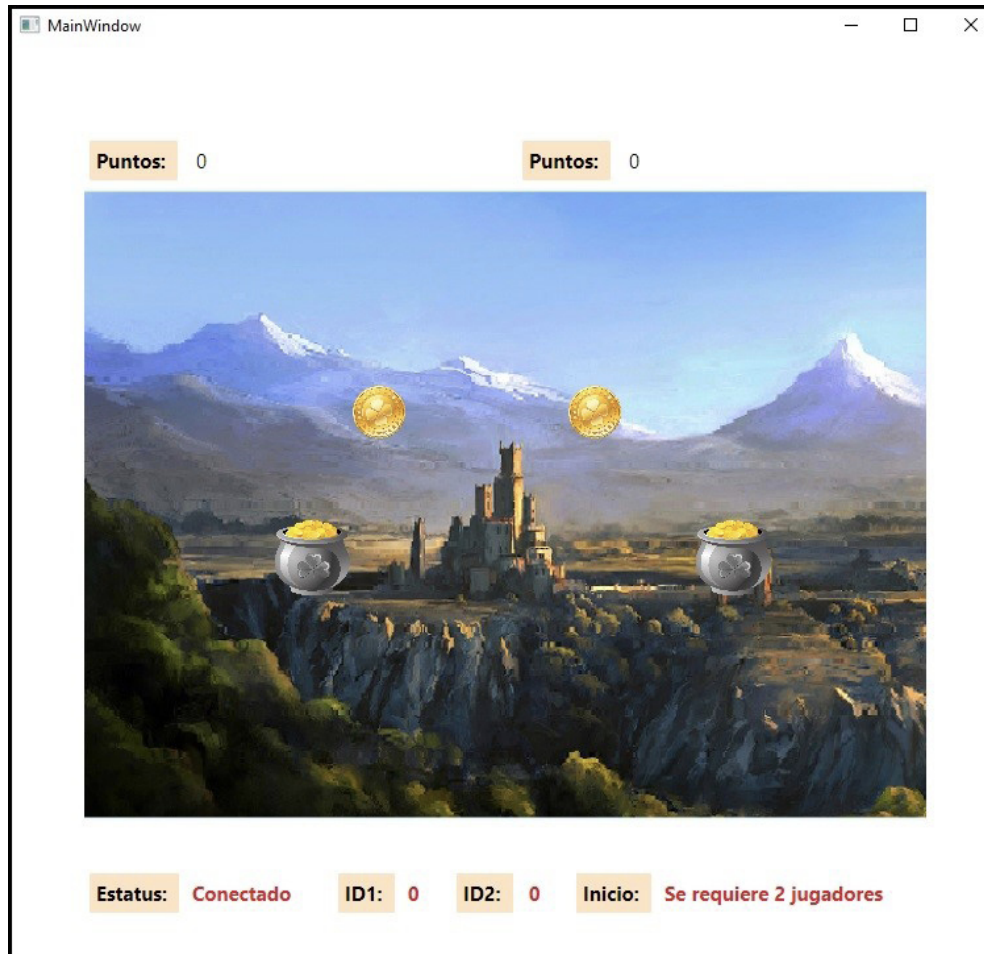 MainWindow
Puntos: 0 Puntos: 0
Estatus: Conectado ID1: 0 ID2: 0 Inicio: Se requiere 2 jugadores